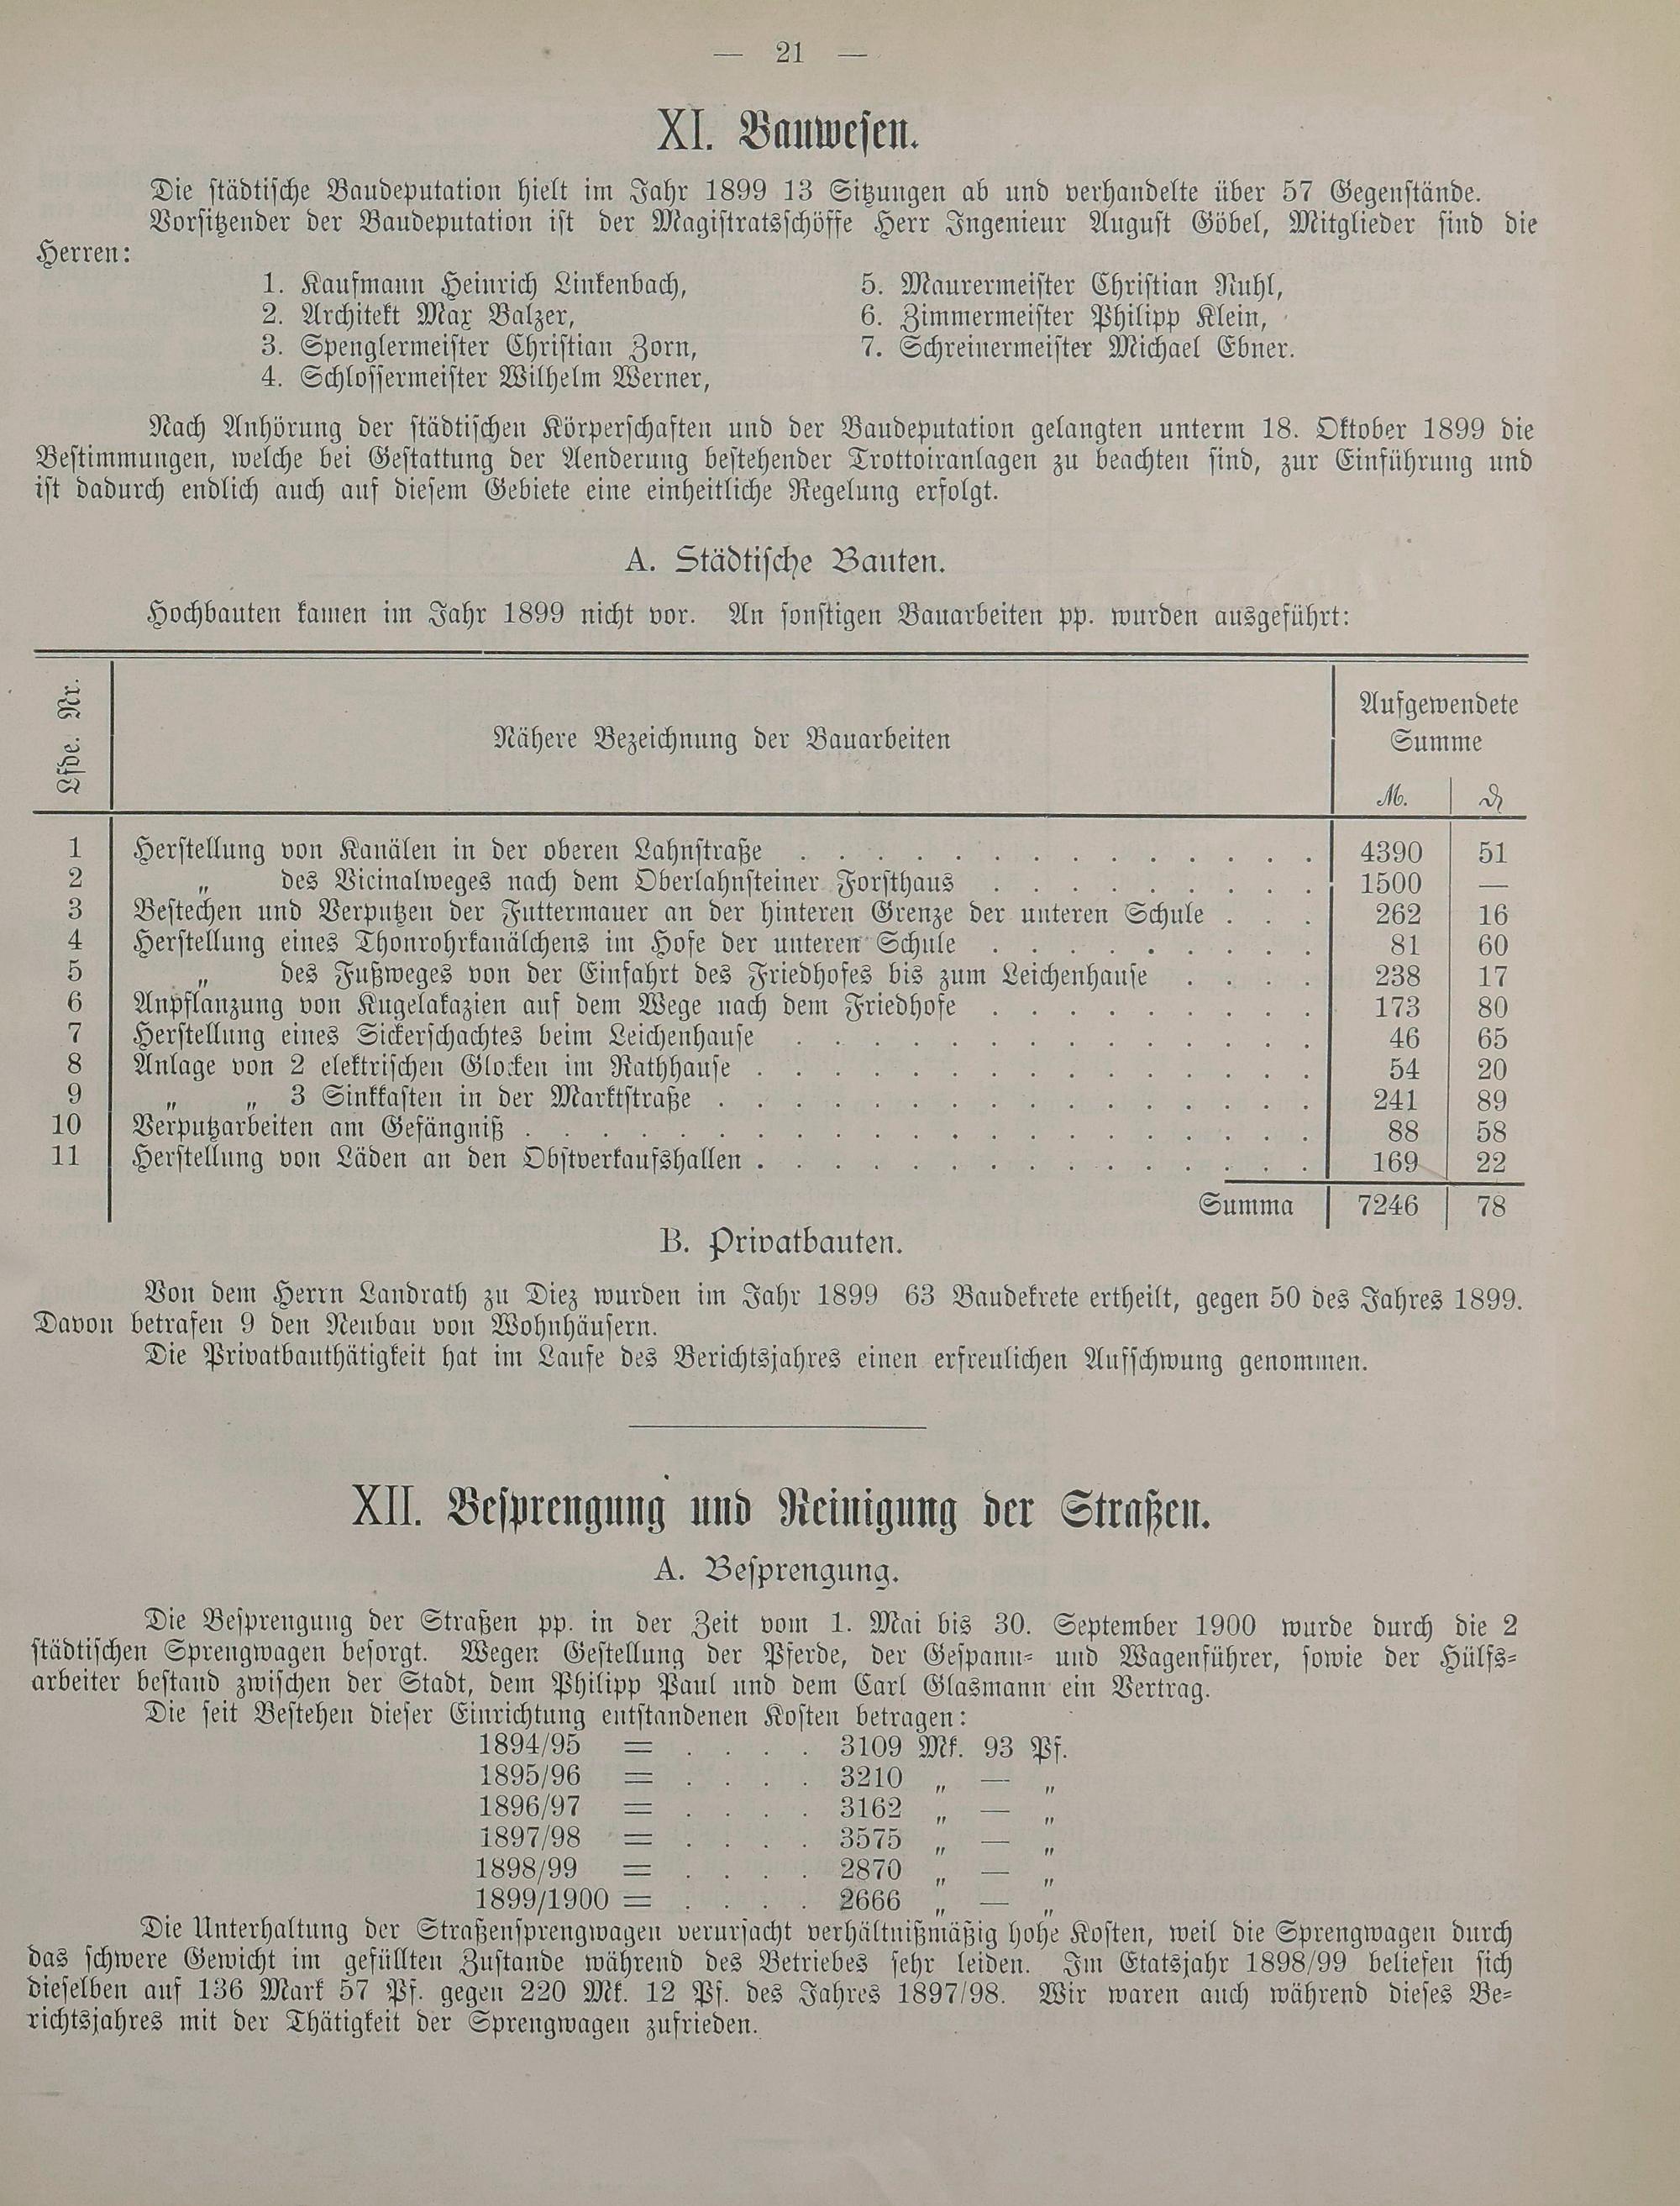 — 21 —
XI. Bauwesen.
Die städtische Baudeputation hielt im Jahr 1899 13 Sitzungen ab und verhandelte über 57 Gegenstände.
Vorsitzender der Baudeputation ist der Magistratsschöffe Herr Ingenieur August Göbel, Mitglieder sind die
Herren:
1. Kaufmann Heinrich Linkenbach,
2. Architekt Max Balzer,
3. Spenglermeister Christian Zorn,
4. Schlossermeister Wilhelm Werner,
5. Maurermeister Christian Ruhl,
6. Zimmermeister Philipp Klein,
7. Schreinermeister Michael Ebner.
Nach Anhörung der städtischen Körperschaften und der Baudeputation gelangten unterm 18. Oktober 1899 die
Bestimmungen, welche bei Gestattung der Aenderung bestehender Trottoiranlagen zu beachten sind, zur Einführung und
ist dadurch endlich auch auf diesem Gebiete eine einheitliche Regelung erfolgt.
A. Städtische Bauten.
Hochbauten kamen im Jahr 1899 nicht vor. An sonstigen Bauarbeiten pp. wurden ausgeführt:
Lfde. Nr.
Nähere Bezeichnung der Bauarbeiten
Aufgewendete
Summe
M. ₰
1 Herstellung von Kanälen in der oberen Lahnstraße . . . . . . . . . . . . . . 4390 51
2 „ des Vicinalweges nach dem Oberlahnsteiner Forsthaus . . . . . . . . . 1500 —
3 Bestechen und Verputzen der Futtermauer an der hinteren Grenze der unteren Schule . . . 262 16
4 Herstellung eines Thonrohrkanälchens im Hofe der unteren Schule . . . . . . . . . 81 60
5 „ des Fußweges von der Einfahrt des Friedhofes bis zum Leichenhause . . . . 238 17
6 Anpflanzung von Kugelakazien auf dem Wege nach dem Friedhofe . . . . . . . . . 173 80
7 Herstellung eines Sickerschachtes beim Leichenhause . . . . . . . . . . . . . . 46 65
8 Anlage von 2 elektrischen Glocken im Rathhause . . . . . . . . . . . . . . . 54 20
9 „ „ 3 Sinkkasten in der Marktstraße . . . . . . . . . . . . . . . . 241 89
10 Verputzarbeiten am Gefängniß . . . . . . . . . . . . . . . . . . . . . 88 58
11 Herstellung von Läden an den Obstverkaufshallen . . . . . . . . . . . . . . . 169 22
Summa 7246 78
B. Privatbauten.
Von dem Herrn Landrath zu Diez wurden im Jahr 1899 63 Baudekrete ertheilt, gegen 50 des Jahres 1899.
Davon betrafen 9 den Neubau von Wohnhäusern.
Die Privatbauthätigkeit hat im Laufe des Berichtsjahres einen erfreulichen Aufschwung genommen.
XII. Besprengung und Reinigung der Straßen.
A. Besprengung.
Die Besprengung der Straßen pp. in der Zeit vom 1. Mai bis 30. September 1900 wurde durch die 2
städtischen Sprengwagen besorgt. Wegen Gestellung der Pferde, der Gespann- und Wagenführer, sowie der Hülfs-
arbeiter bestand zwischen der Stadt, dem Philipp Paul und dem Carl Glasmann ein Vertrag.
Die seit Bestehen dieser Einrichtung entstandenen Kosten betragen:
1894/95 = . . . . 3109 Mk. 93 Pf.
1895/96 = . . . . 3210 „ — „
1896/97 = . . . . 3162 „ — „
1897/98 = . . . . 3575 „ — „
1898/99 = . . . . 2870 „ — „
1899/1900 = . . . . 2666 „ — „
Die Unterhaltung der Straßensprengwagen verursacht verhältnißmäßig hohe Kosten, weil die Sprengwagen durch
das schwere Gewicht im gefüllten Zustande während des Betriebes sehr leiden. Im Etatsjahr 1898/99 beliefen sich
dieselben auf 136 Mark 57 Pf. gegen 220 Mk. 12 Pf. des Jahres 1897/98. Wir waren auch während dieses Be-
richtsjahres mit der Thätigkeit der Sprengwagen zufrieden.